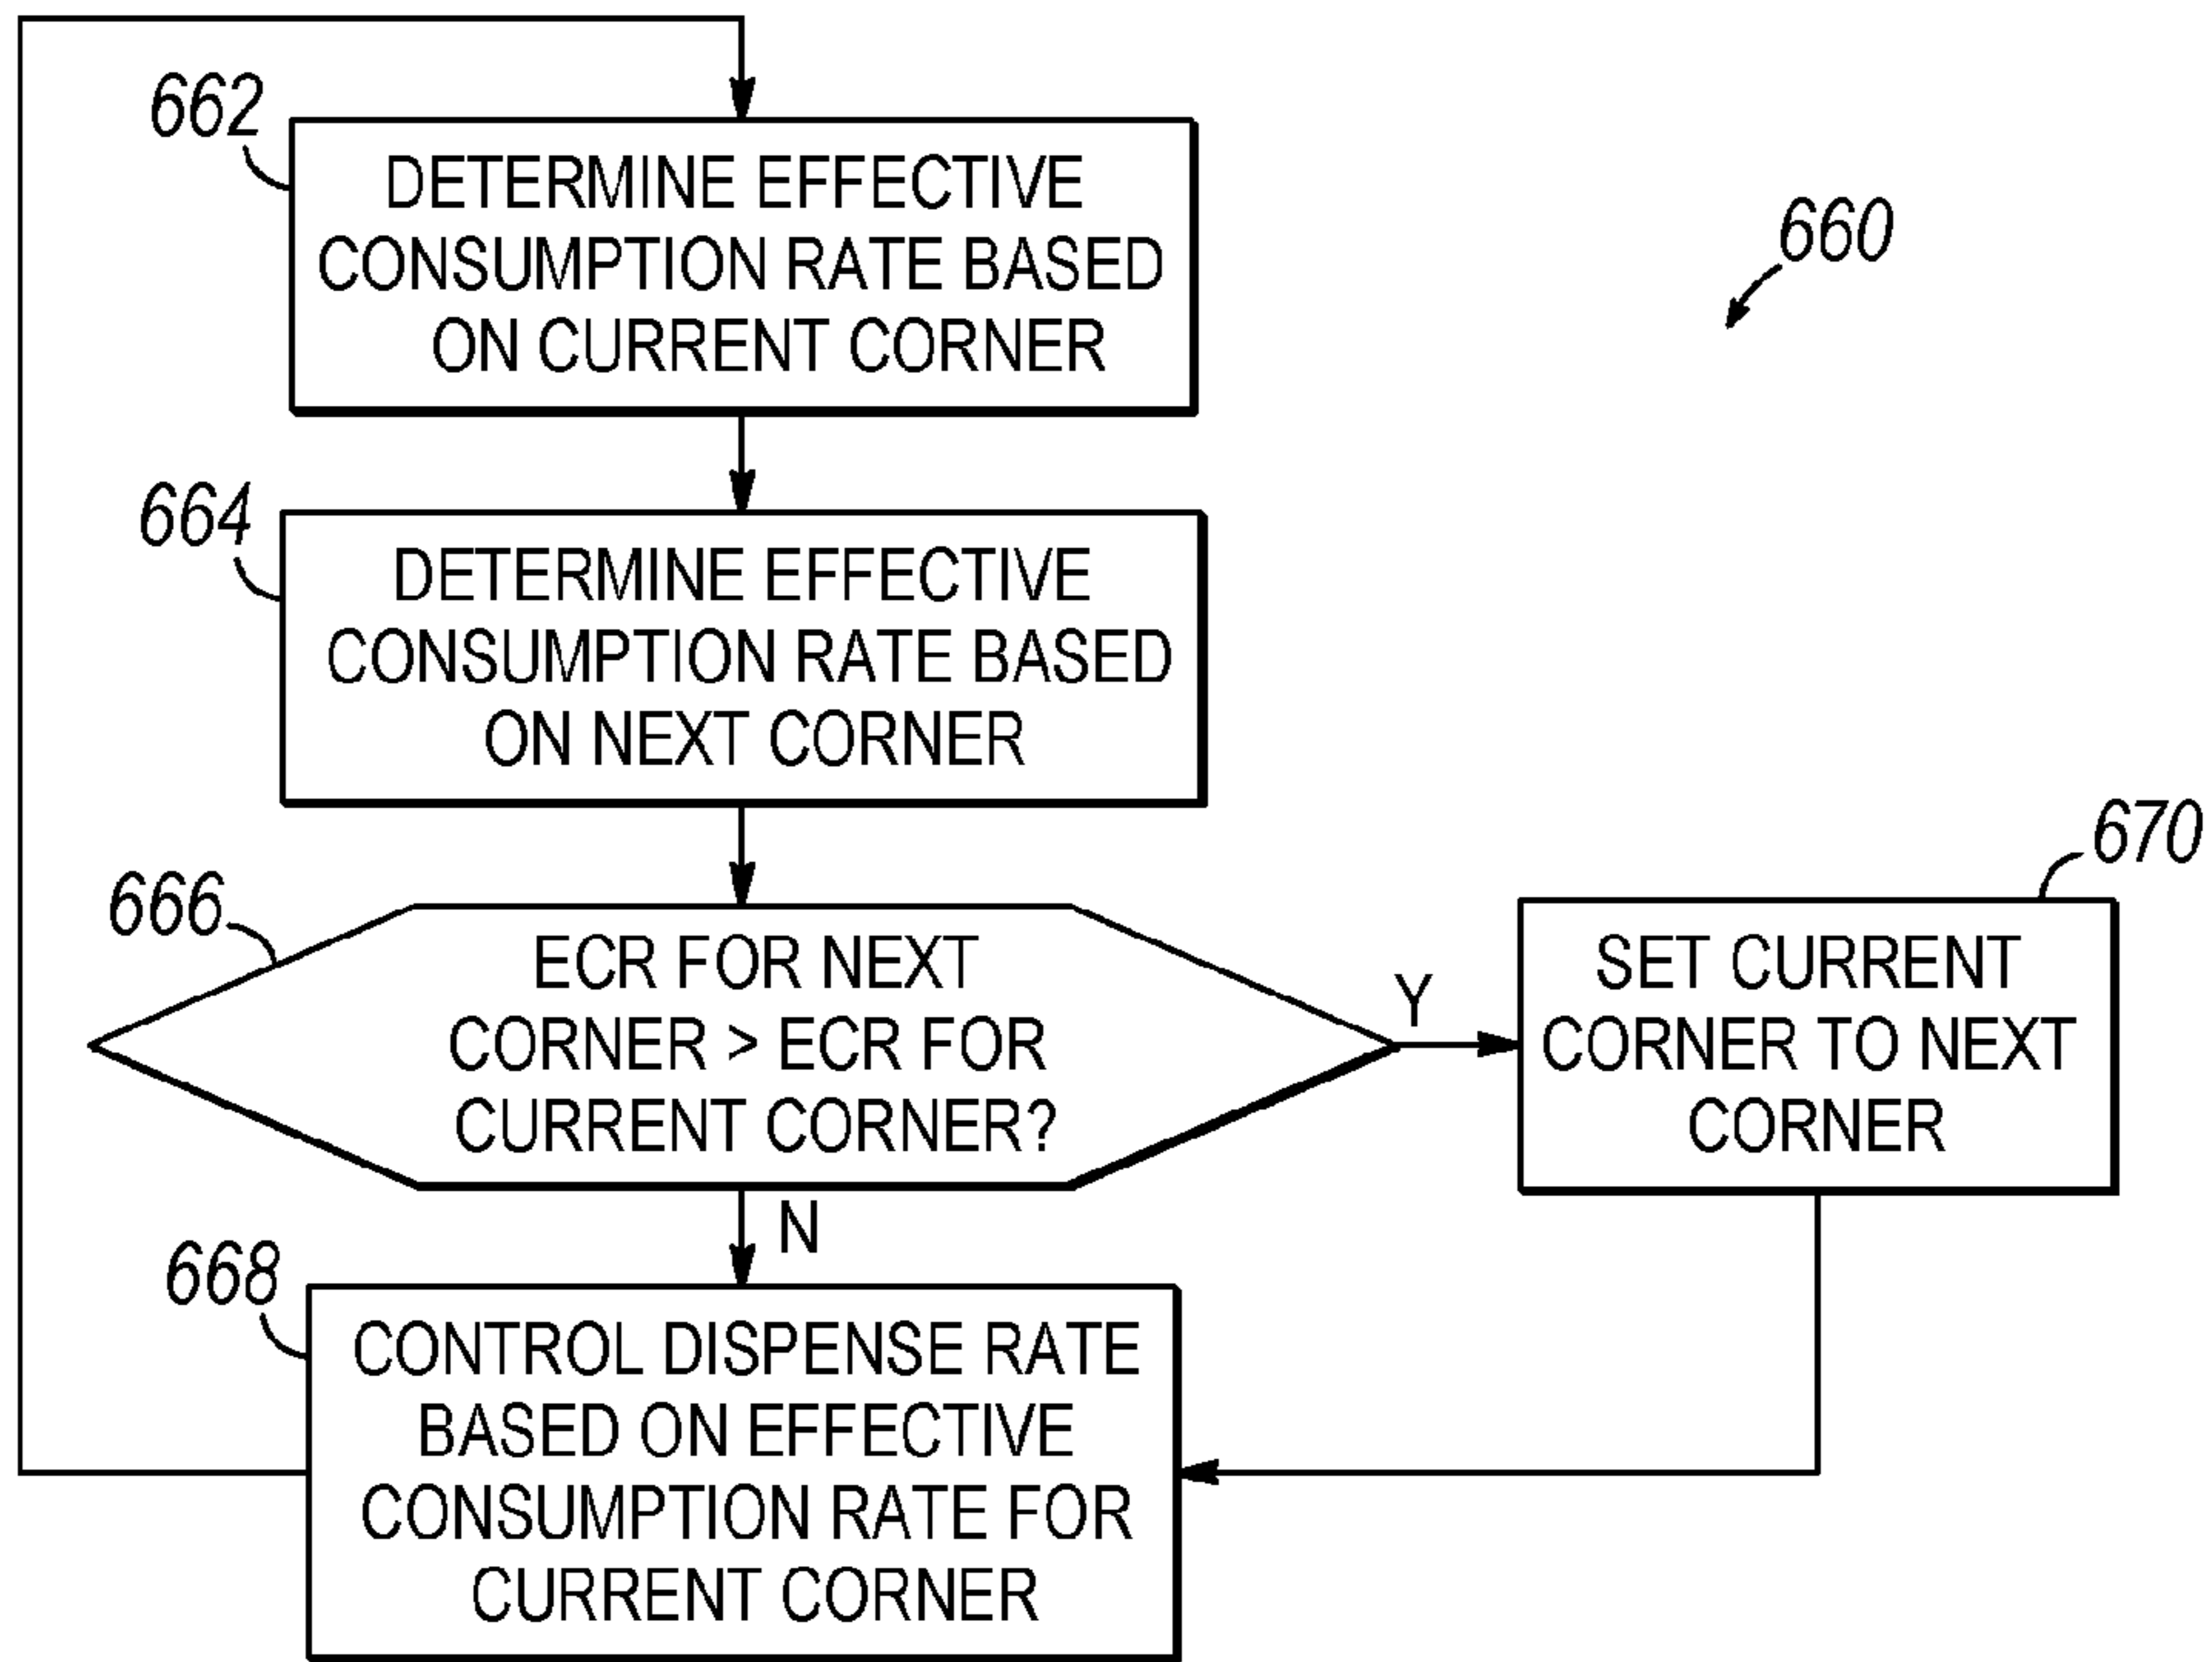 662
DETERMINE EFFECTIVE
CONSUMPTION RATE BASED
ON CURRENT CORNER
660
664
DETERMINE EFFECTIVE
CONSUMPTION RATE BASED
ON NEXT CORNER
666
ECR FOR NEXT
CORNER > ECR FOR
CURRENT CORNER?
Y
N
670
SET CURRENT
CORNER TO NEXT
CORNER
668
CONTROL DISPENSE RATE
BASED ON EFFECTIVE
CONSUMPTION RATE FOR
CURRENT CORNER